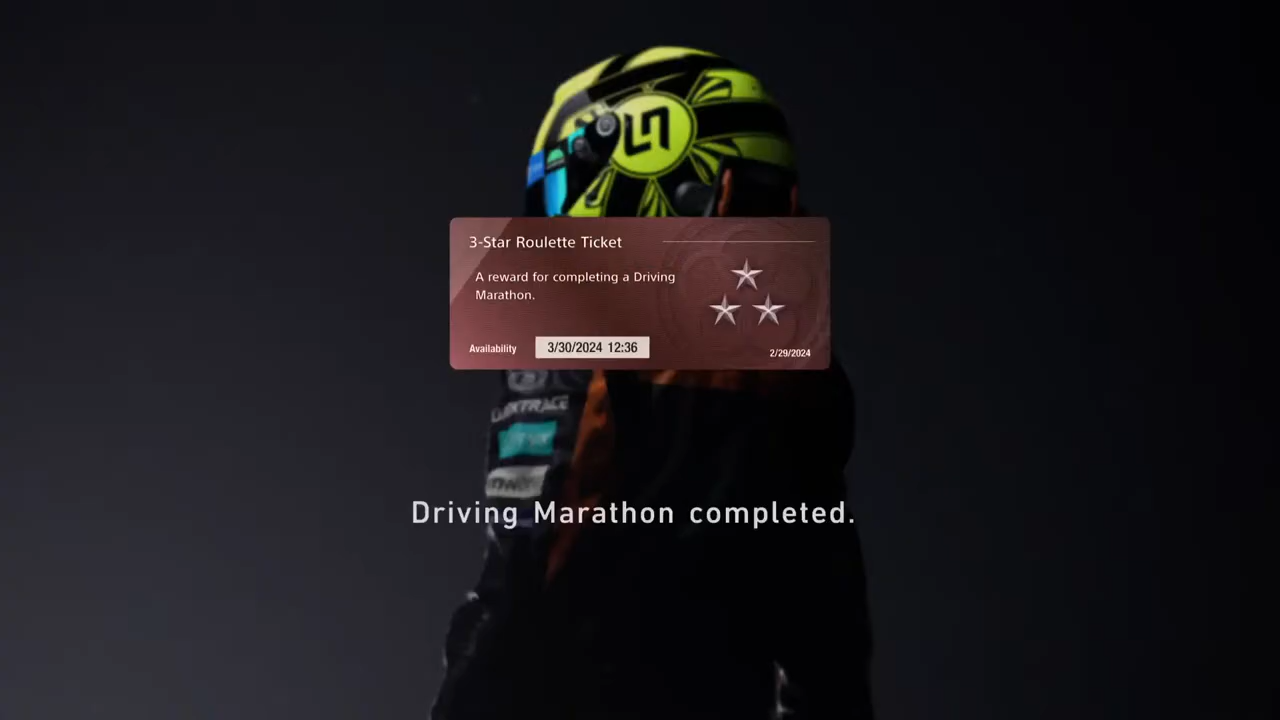 3-Star Roulette Ticket
A reward for completing a Driving
Marathon.
Availability
3/30/2024 12:36
2/29/2024
Driving Marathon completed.